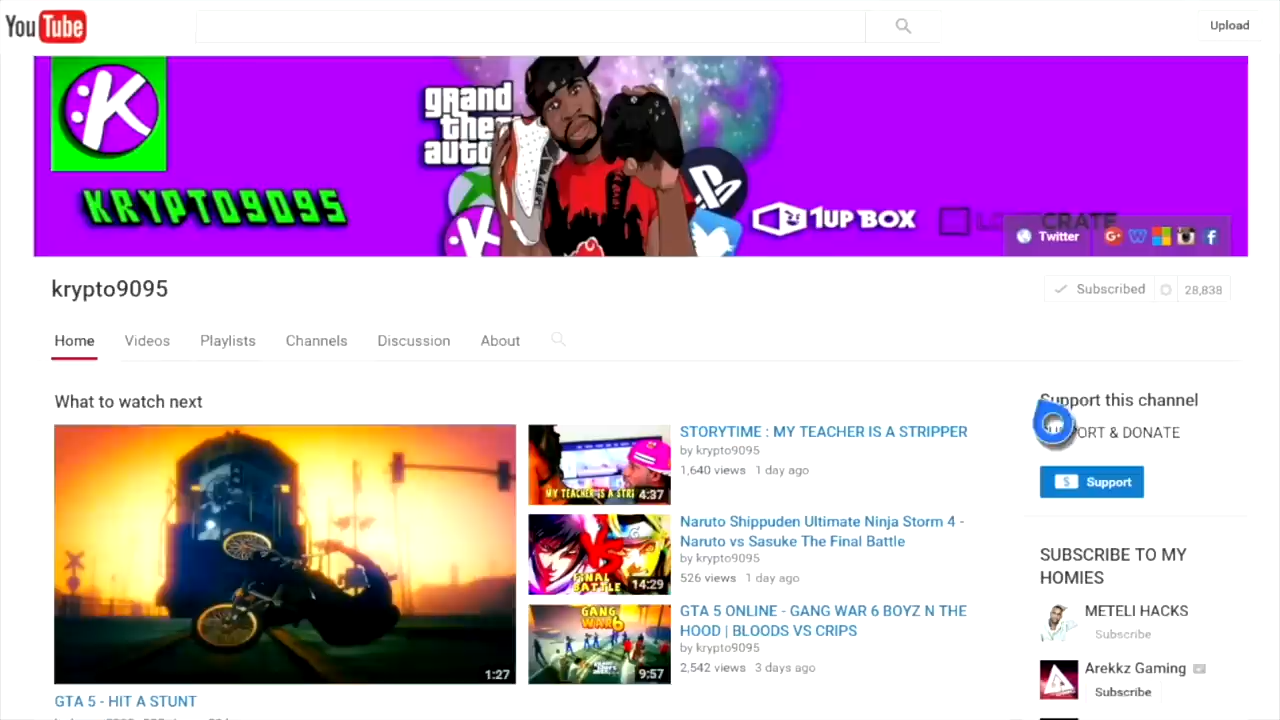 You Tube
Upload
grand
theft
auto
KRYPTO9095
1UP BOX
CRATE
Twitter
krypto9095
Subscribed
28,838
Home
Videos
Playlists
Channels
Discussion
About
What to watch next
1:27
GTA 5 - HIT A STUNT
4:37
STORYTIME : MY TEACHER IS A STRIPPER
by krypto9095
1,640 views 1 day ago
FINAL
BATTLE
14:29
Naruto Shippuden Ultimate Ninja Storm 4 -
Naruto vs Sasuke The Final Battle
by krypto9095
526 views 1 day ago
GANG
WAR 6
9:57
GTA 5 ONLINE - GANG WAR 6 BOYZ N THE
HOOD | BLOODS VS CRIPS
by krypto9095
2,542 views 3 days ago
Support this channel
& DONATE
$ Support
SUBSCRIBE TO MY
HOMIES
METELI HACKS
Subscribe
Arekkz Gaming
Subscribe